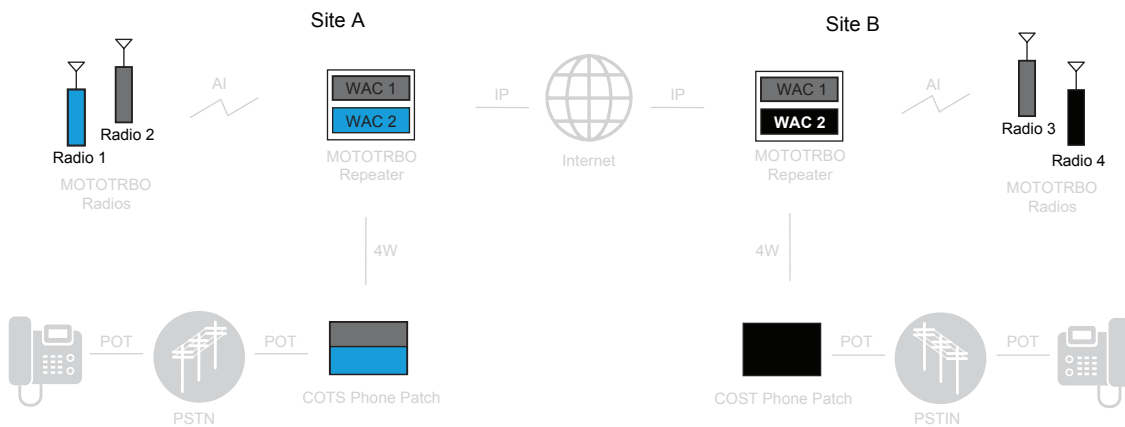 Site A
Site B
AI
WAC 1
WAC 2
IP
IP
WAC 1
WAC 2
AI
Radio 2
Radio 1
MOTOTRBO
Radios
MOTOTRBO
Repeater
Internet
MOTOTRBO
Repeater
Radio 3
Radio 4
MOTOTRBO
Radios
4W
4W
POT
POT
POT
POT
PSTN
COTS Phone Patch
COST Phone Patch
PSTIN